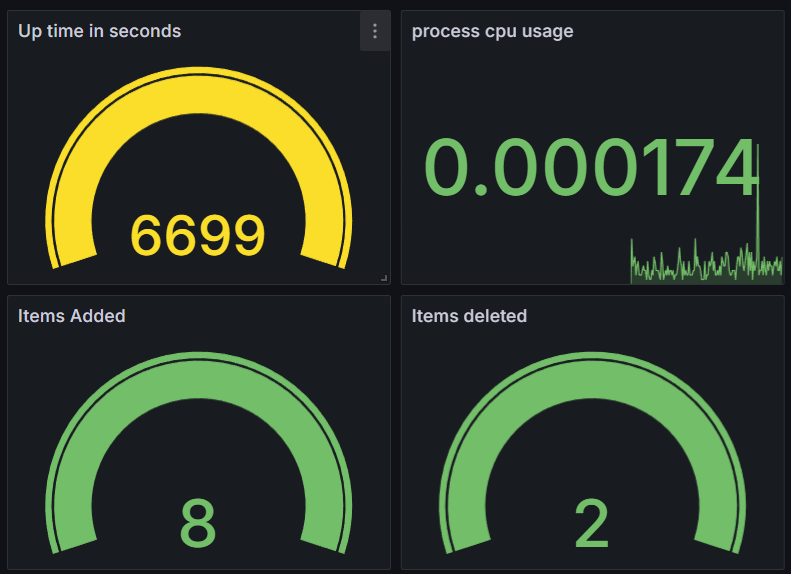 Up time in seconds
6699
process cpu usage
0.000174
Items Added
8
Items deleted
2